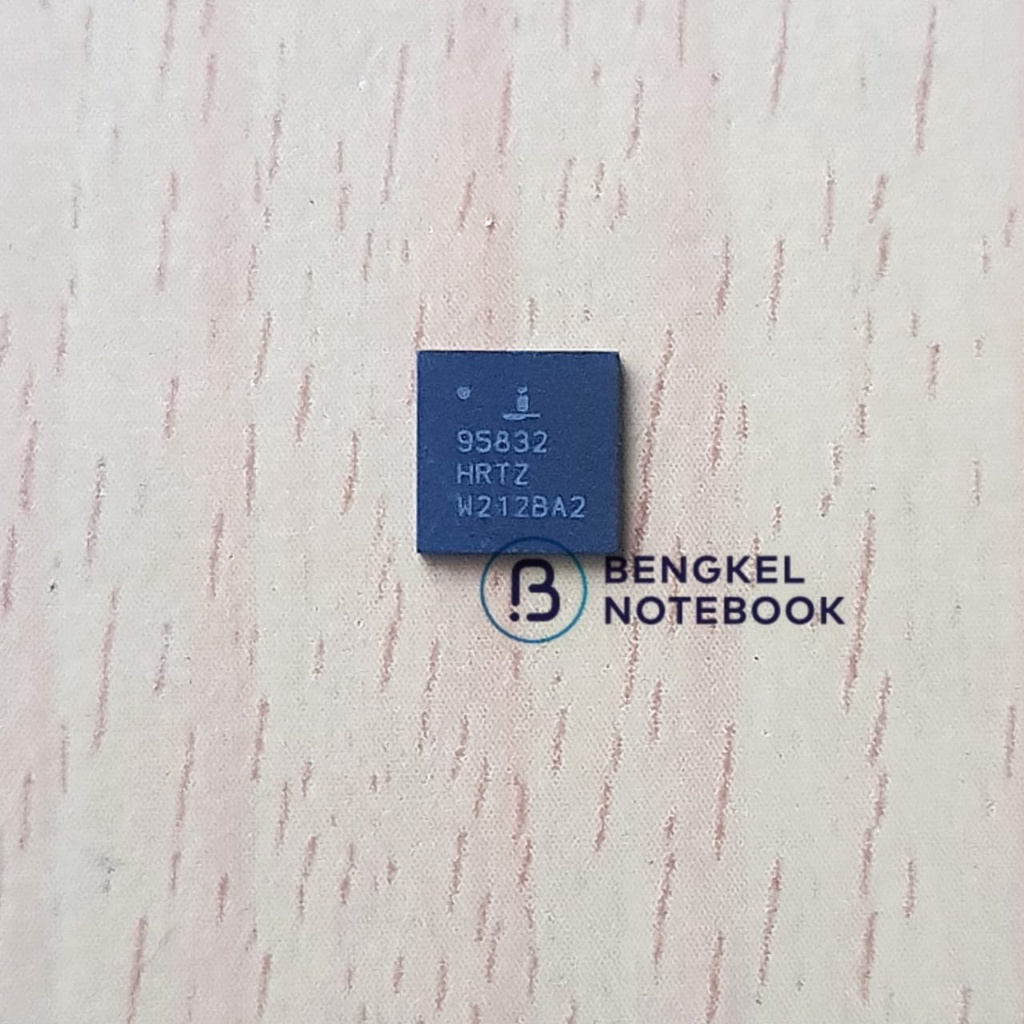 95832
HRTZ
W212BA2
BENGKEL
NOTEBOOK